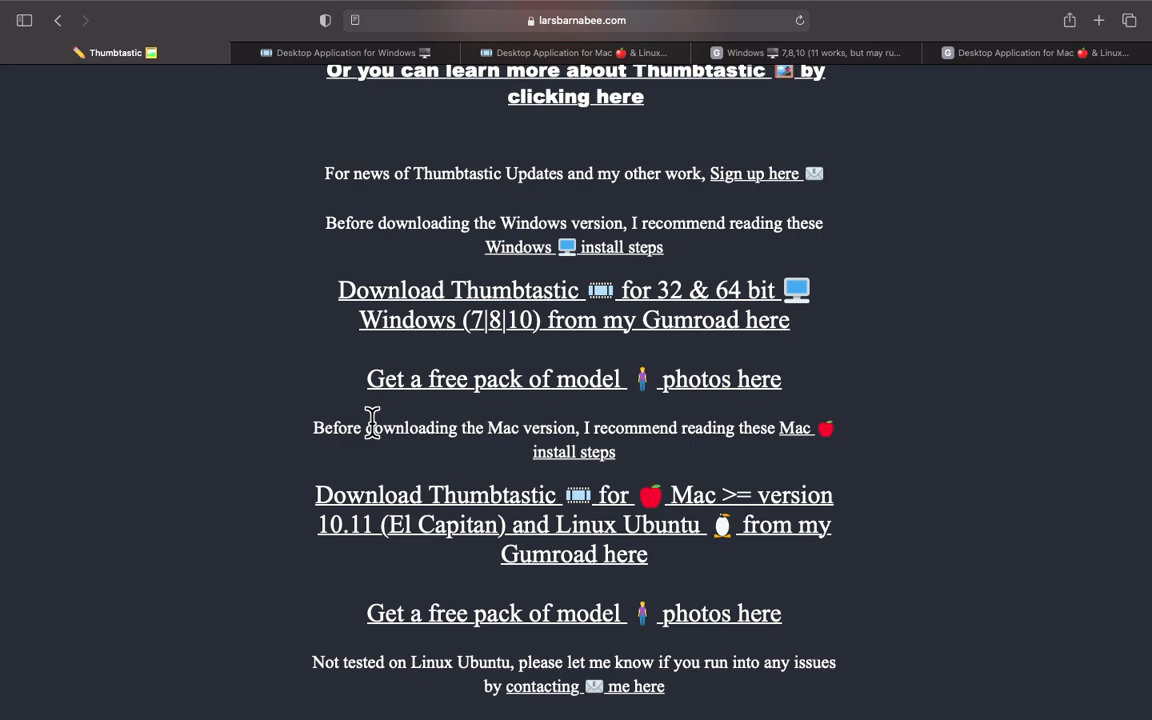 larsbarnabee.com
✏️ Thumbtastic 🖼️
Desktop Application for Windows 🖥️
Desktop Application for Mac 🍎 & Linux...
G Windows 🖥️ 7,8,10 (11 works, but may ru...
G Desktop Application for Mac 🍎 & Linux...
Or you can learn more about Thumbtastic 🖼️ by
clicking here
For news of Thumbtastic Updates and my other work, Sign up here 📨
Before downloading the Windows version, I recommend reading these
Windows 🖥️ install steps
Download Thumbtastic 🎞️ for 32 & 64 bit 🖥️
Windows (7|8|10) from my Gumroad here
Get a free pack of model 🧍 photos here
Before downloading the Mac version, I recommend reading these Mac 🍎
install steps
Download Thumbtastic 🎞️ for 🍎 Mac >= version
10.11 (El Capitan) and Linux Ubuntu 🐧 from my
Gumroad here
Get a free pack of model 🧍 photos here
Not tested on Linux Ubuntu, please let me know if you run into any issues
by contacting 📨 me here